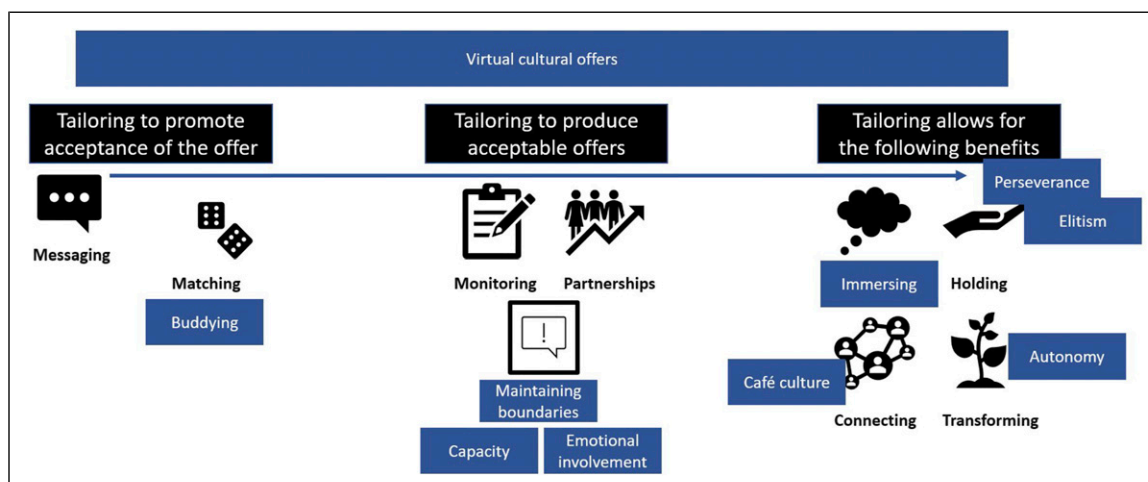 Virtual cultural offers
Tailoring to promote
acceptance of the offer
Tailoring to produce
acceptable offers
Tailoring allows for
the following benefits
Perseverance
Elitism
Messaging
Matching
Buddying
Monitoring
Partnerships
!
Maintaining
boundaries
Capacity
Emotional
involvement
Immersing
Holding
Café culture
Autonomy
Connecting
Transforming